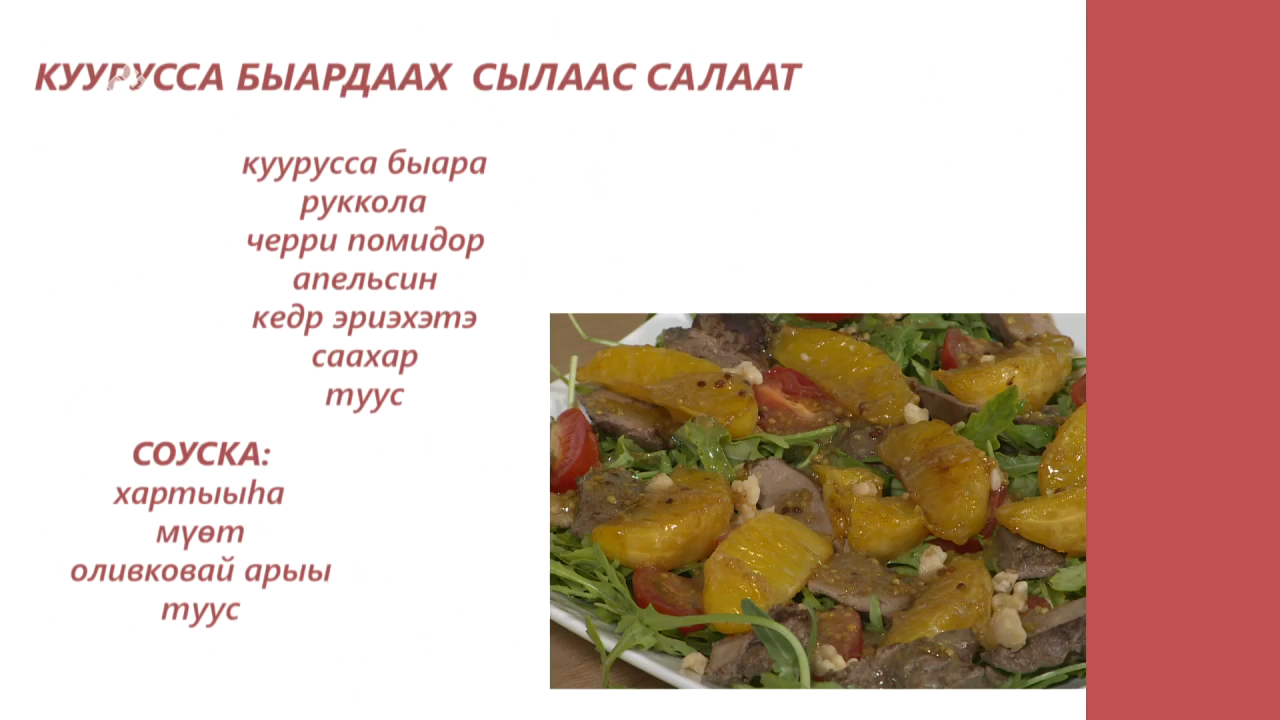 КУУРУССА БЫАРДААХ СЫЛААС САЛААТ
куурусса быара
руккола
черри помидор
апельсин
кедр эриэхэтэ
саахар
туус
СОУСКА:
хартыыһа
мүөт
оливковай арыы
туус